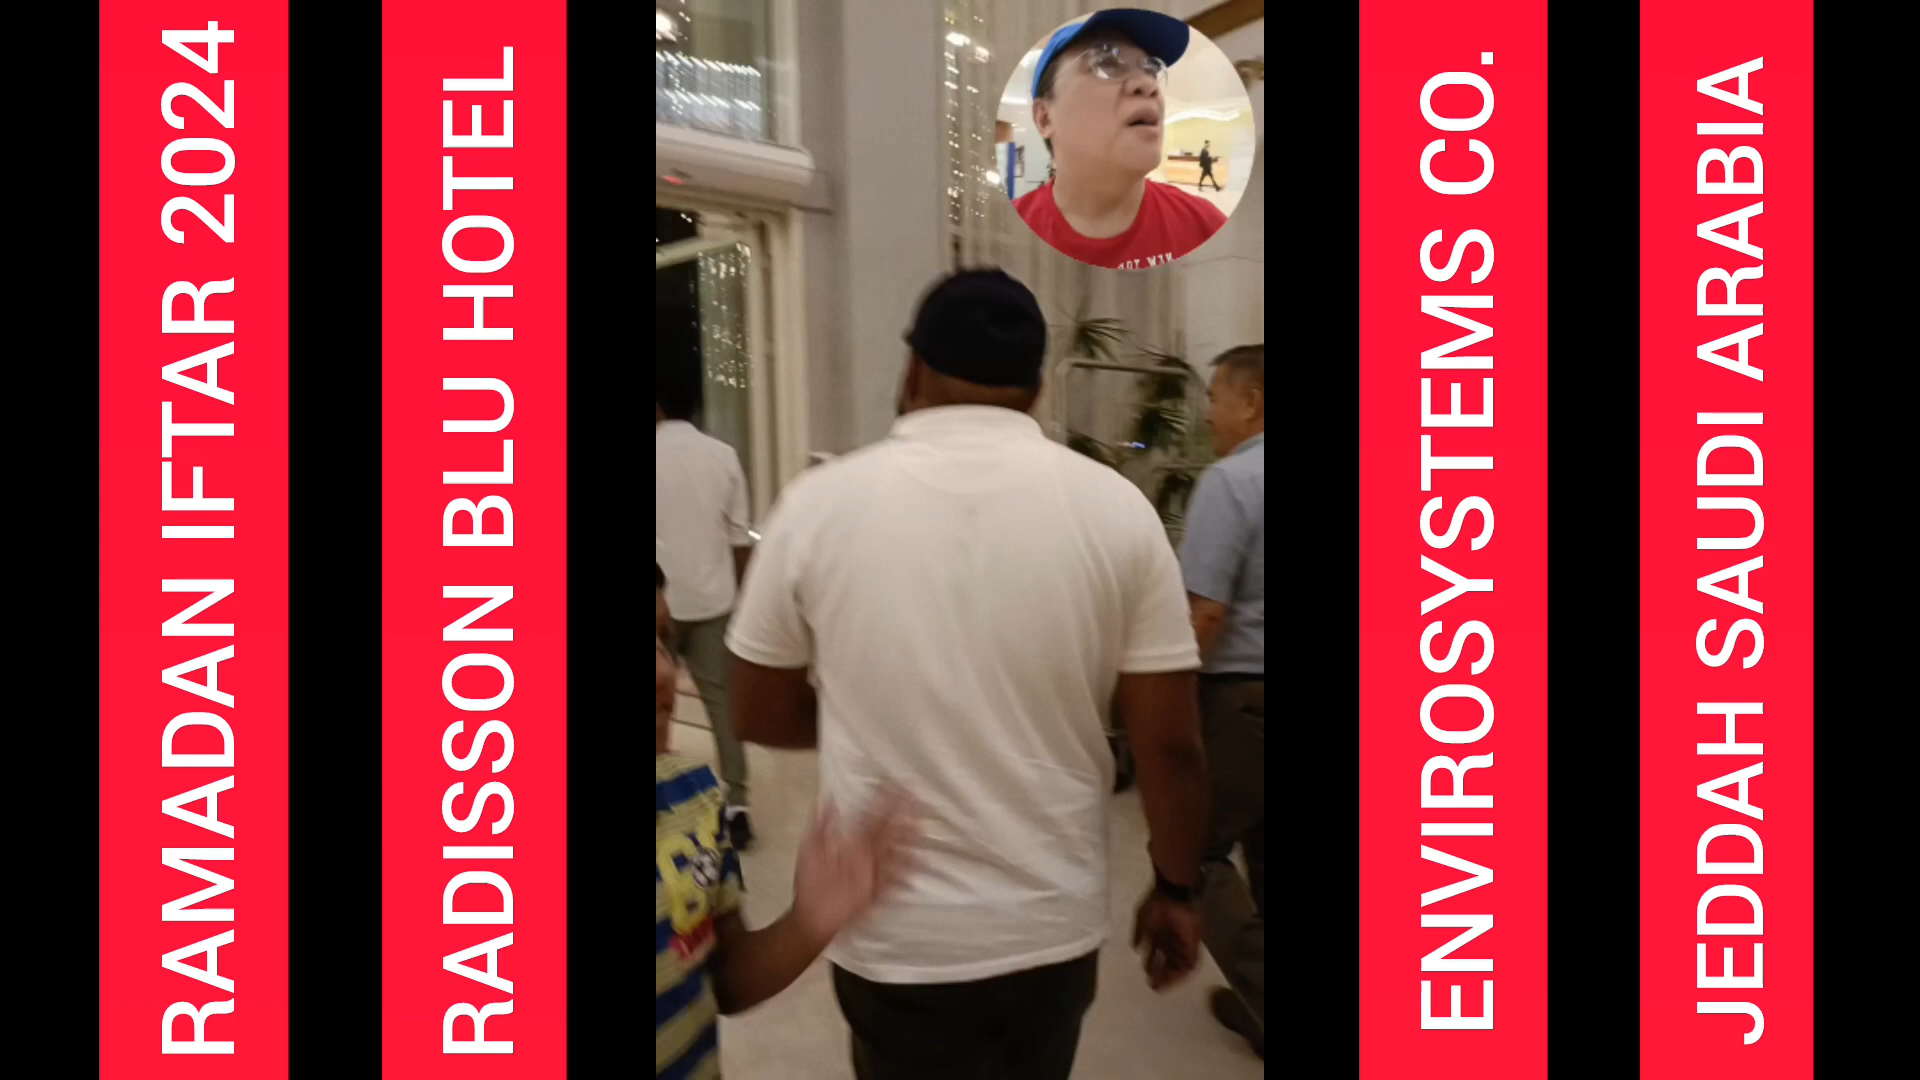 RAMADAN IFTAR 2024
RADISSON BLU HOTEL
ENVIROSYSTEMS CO.
JEDDAH SAUDI ARABIA